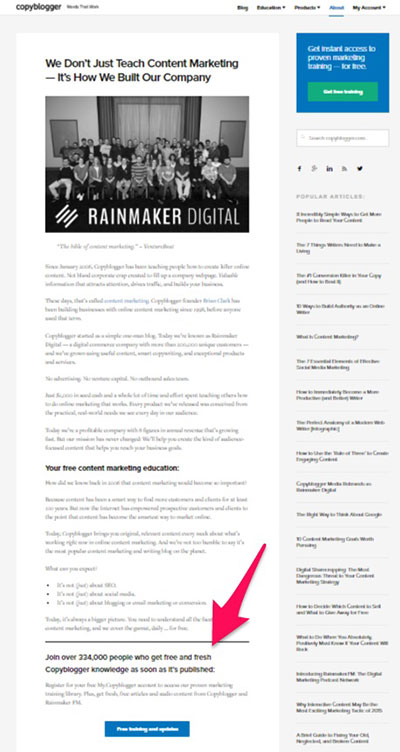 copyblogger Words That Work
Blog Education Products About My Account
We Don't Just Teach Content Marketing
— It's How We Built Our Company
RAINMAKER DIGITAL
"The bible of content marketing." – VentureBeat
Since January 2006, Copyblogger has been teaching people how to create killer online
content. Not bland corporate crap created to fill up a company webpage. Valuable
information that attracts attention, drives traffic, and builds your business.
These days, that's called content marketing. Copyblogger founder Brian Clark has
been building businesses with online content marketing since 1998, before anyone
used that term.
Copyblogger started as a simple one-man blog. Today we're known as Rainmaker
Digital — a digital commerce company with more than 200,000 unique customers —
and we've grown using useful content, smart copywriting, and exceptional products
and services.
No advertising. No venture capital. No outbound sales team.
Just $1,000 in seed cash and a whole lot of time and effort spent teaching others how
to do online marketing that works. Every product we've released was conceived from
the practical, real-world needs we see every day in our audience.
Today we're a profitable company with 8 figures in annual revenue that's growing
fast. But our mission has never changed: We'll help you create the kind of audience-
focused content that helps you reach your business goals.
Your free content marketing education:
How did we know back in 2006 that content marketing would become so important?
Because content has been a smart way to find more customers and clients for at least
100 years. But now the Internet has empowered prospective customers and clients to
the point that content has become the smartest way to market online.
Today, Copyblogger brings you original, relevant content every week about what's
working right now in online content marketing. And we're not too humble to say it's
the most popular content marketing and writing blog on the planet.
What can you expect?
It's not (just) about SEO.
It's not (just) about social media.
It's not (just) about blogging or email marketing or conversion.
Today, it's always a bigger picture. You need to understand all the
content marketing, and we cover the gamut, daily ... for free.
Join over 334,000 people who get free and fresh
Copyblogger knowledge as soon as it's published:
Register for your free MyCopyblogger account to access our proven marketing
training library. Plus, get fresh, free articles and audio content from Copyblogger and
Rainmaker FM.
Free training and updates
Get instant access to
proven marketing
training — for free.
Get free training
Search copyblogger.com...
POPULAR ARTICLES:
8 Incredibly Simple Ways to Get More
People to Read Your Content
The 7 Things Writers Need to Make a
Living
The #1 Conversion Killer in Your Copy
(and How to Beat It)
10 Ways to Build Authority as an Online
Writer
What is Content Marketing?
The 7 Essential Elements of Effective
Social Media Marketing
How to Immediately Become a More
Productive (and Better) Writer
The Perfect Anatomy of a Modern Web
Writer [Infographic]
How to Use the 'Rule of Three' to Create
Engaging Content
Copyblogger Media Rebrands as
Rainmaker Digital
The Right Way to Think About Google
10 Content Marketing Goals Worth
Pursuing
Digital Sharecropping: The Most
Dangerous Threat to Your Content
Marketing Strategy
How to Decide Which Content to Sell
and What to Give Away for Free
What to Do When You Absolutely,
Positively Must Know If Your Content Will
Rock
Introducing Rainmaker.FM: The Digital
Marketing Podcast Network
Why Interactive Content May Be the
Most Exciting Marketing Tactic of 2015
A Brief Guide to Fixing Your Old,
Neglected, and Broken Content